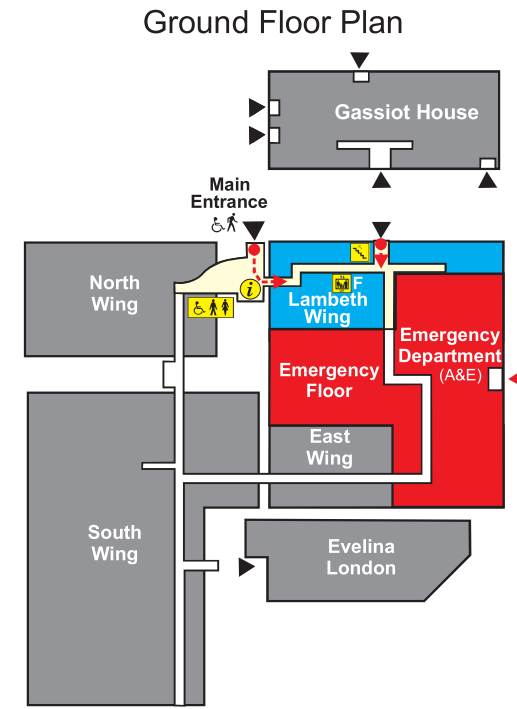 Ground Floor Plan
Gassiot House
Main
Entrance
North
Wing
i
F
Lambeth
Wing
Emergency
Department
(A&E)
Emergency
Floor
East
Wing
South
Wing
Evelina
London